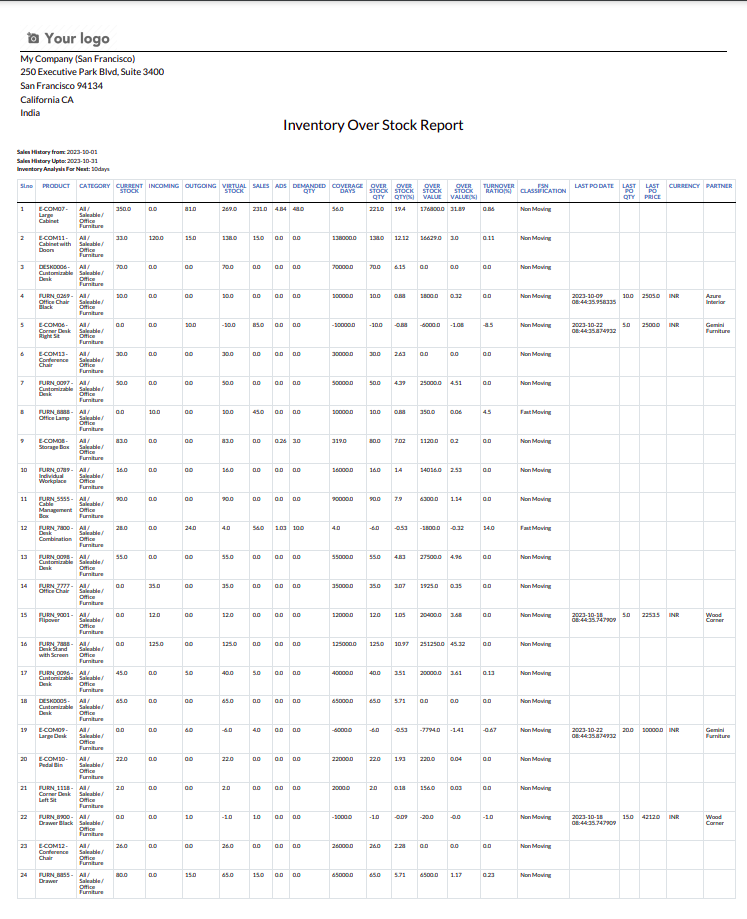 Your logo
My Company (San Francisco)
250 Executive Park Blvd, Suite 3400
San Francisco 94134
California CA
India
Inventory Over Stock Report
Sales History from: 2023-10-01
Sales History Upto: 2023-10-31
Inventory Analysis For Next: 10days
Sl.no PRODUCT CATEGORY CURRENT STOCK INCOMING OUTGOING VIRTUAL STOCK SALES ADS DEMANDED QTY COVERAGE DAYS OVER STOCK QTY OVER STOCK QTY(%) OVER STOCK VALUE OVER STOCK VALUE(%) TURNOVER RATIO(%) FSN CLASSIFICATION LAST PO DATE LAST PO QTY LAST PO PRICE CURRENCY PARTNER
1 E-COM07 - Large Cabinet All / Saleable / Office Furniture 350.0 0.0 81.0 269.0 231.0 4.84 48.0 56.0 221.0 19.4 176800.0 31.89 0.86 Non Moving
2 E-COM11 - Cabinet with Doors All / Saleable / Office Furniture 33.0 120.0 15.0 138.0 15.0 0.0 0.0 138000.0 138.0 12.12 16629.0 3.0 0.11 Non Moving
3 DESK0006 - Customizable Desk All / Saleable / Office Furniture 70.0 0.0 0.0 70.0 0.0 0.0 0.0 70000.0 70.0 6.15 0.0 0.0 0.0 Non Moving
4 FURN_0269 - Office Chair Black All / Saleable / Office Furniture 10.0 0.0 0.0 10.0 0.0 0.0 0.0 10000.0 10.0 0.88 1800.0 0.32 0.0 Non Moving 2023-10-09 08:44:35.958335 10.0 2505.0 INR Azure Interior
5 E-COM06 - Corner Desk Right Sit All / Saleable / Office Furniture 0.0 0.0 10.0 -10.0 85.0 0.0 0.0 -10000.0 -10.0 -0.88 -6000.0 -1.08 -8.5 Non Moving 2023-10-22 08:44:35.874932 5.0 2500.0 INR Gemini Furniture
6 E-COM13 - Conference Chair All / Saleable / Office Furniture 30.0 0.0 0.0 30.0 0.0 0.0 0.0 30000.0 30.0 2.63 0.0 0.0 0.0 Non Moving
7 FURN_0097 - Customizable Desk All / Saleable / Office Furniture 50.0 0.0 0.0 50.0 0.0 0.0 0.0 50000.0 50.0 4.39 25000.0 4.51 0.0 Non Moving
8 FURN_8888 - Office Lamp All / Saleable / Office Furniture 0.0 10.0 0.0 10.0 45.0 0.0 0.0 10000.0 10.0 0.88 350.0 0.06 4.5 Fast Moving
9 E-COM08 - Storage Box All / Saleable / Office Furniture 83.0 0.0 0.0 83.0 0.0 0.26 3.0 319.0 80.0 7.02 1120.0 0.2 0.0 Non Moving
10 FURN_0789 - Individual Workplace All / Saleable / Office Furniture 16.0 0.0 0.0 16.0 0.0 0.0 0.0 16000.0 16.0 1.4 14016.0 2.53 0.0 Non Moving
11 FURN_5555 - Cable Management Box All / Saleable / Office Furniture 90.0 0.0 0.0 90.0 0.0 0.0 0.0 90000.0 90.0 7.9 6300.0 1.14 0.0 Non Moving
12 FURN_7800 - Desk Combination All / Saleable / Office Furniture 28.0 0.0 24.0 4.0 56.0 1.03 10.0 4.0 -6.0 -0.53 -1800.0 -0.32 14.0 Fast Moving
13 FURN_0098 - Customizable Desk All / Saleable / Office Furniture 55.0 0.0 0.0 55.0 0.0 0.0 0.0 55000.0 55.0 4.83 27500.0 4.96 0.0 Non Moving
14 FURN_7777 - Office Chair All / Saleable / Office Furniture 0.0 35.0 0.0 35.0 0.0 0.0 0.0 35000.0 35.0 3.07 1925.0 0.35 0.0 Non Moving
15 FURN_9001 - Flipover All / Saleable / Office Furniture 0.0 12.0 0.0 12.0 0.0 0.0 0.0 12000.0 12.0 1.05 20400.0 3.68 0.0 Non Moving 2023-10-18 08:44:35.747909 5.0 2253.5 INR Wood Corner
16 FURN_7888 - Desk Stand with Screen All / Saleable / Office Furniture 0.0 125.0 0.0 125.0 0.0 0.0 0.0 125000.0 125.0 10.97 251250.0 45.32 0.0 Non Moving
17 FURN_0096 - Customizable Desk All / Saleable / Office Furniture 45.0 0.0 5.0 40.0 5.0 0.0 0.0 40000.0 40.0 3.51 20000.0 3.61 0.13 Non Moving
18 DESK0005 - Customizable Desk All / Saleable / Office Furniture 65.0 0.0 0.0 65.0 0.0 0.0 0.0 65000.0 65.0 5.71 0.0 0.0 0.0 Non Moving
19 E-COM09 - Large Desk All / Saleable / Office Furniture 0.0 0.0 6.0 -6.0 4.0 0.0 0.0 -6000.0 -6.0 -0.53 -7794.0 -1.41 -0.67 Non Moving 2023-10-22 08:44:35.874932 20.0 10000.0 INR Gemini Furniture
20 E-COM10 - Pedal Bin All / Saleable / Office Furniture 22.0 0.0 0.0 22.0 0.0 0.0 0.0 22000.0 22.0 1.93 220.0 0.04 0.0 Non Moving
21 FURN_1118 - Corner Desk Left Sit All / Saleable / Office Furniture 2.0 0.0 0.0 2.0 0.0 0.0 0.0 2000.0 2.0 0.18 156.0 0.03 0.0 Non Moving
22 FURN_8900 - Drawer Black All / Saleable / Office Furniture 0.0 0.0 1.0 -1.0 1.0 0.0 0.0 -1000.0 -1.0 -0.09 -20.0 -0.0 -1.0 Non Moving 2023-10-18 08:44:35.747909 15.0 4212.0 INR Wood Corner
23 E-COM12 - Conference Chair All / Saleable / Office Furniture 26.0 0.0 0.0 26.0 0.0 0.0 0.0 26000.0 26.0 2.28 0.0 0.0 0.0 Non Moving
24 FURN_8855 - Drawer All / Saleable / Office Furniture 80.0 0.0 15.0 65.0 15.0 0.0 0.0 65000.0 65.0 5.71 6500.0 1.17 0.23 Non Moving